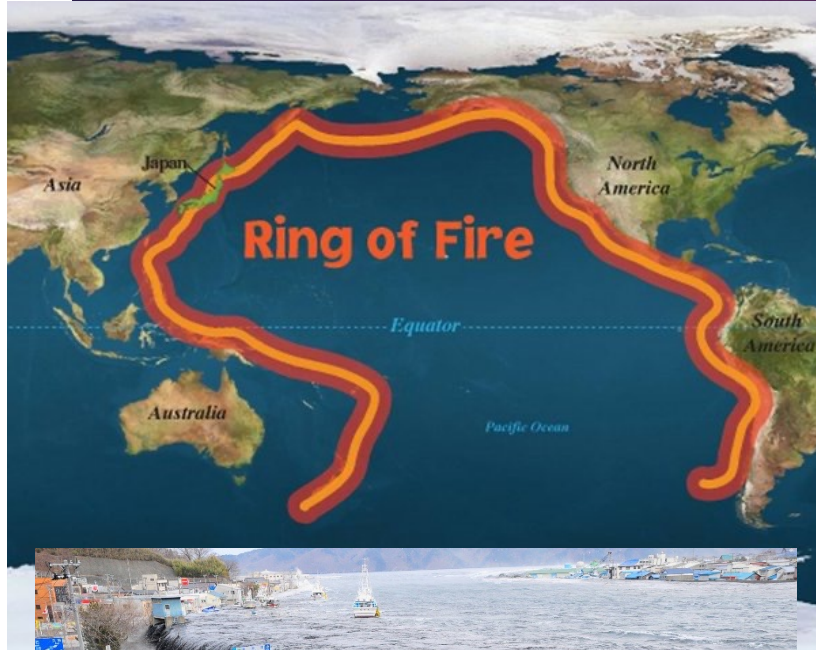 Japan
Asia
North
America
Ring of Fire
Equator
South
America
Australia
Pacific Ocean